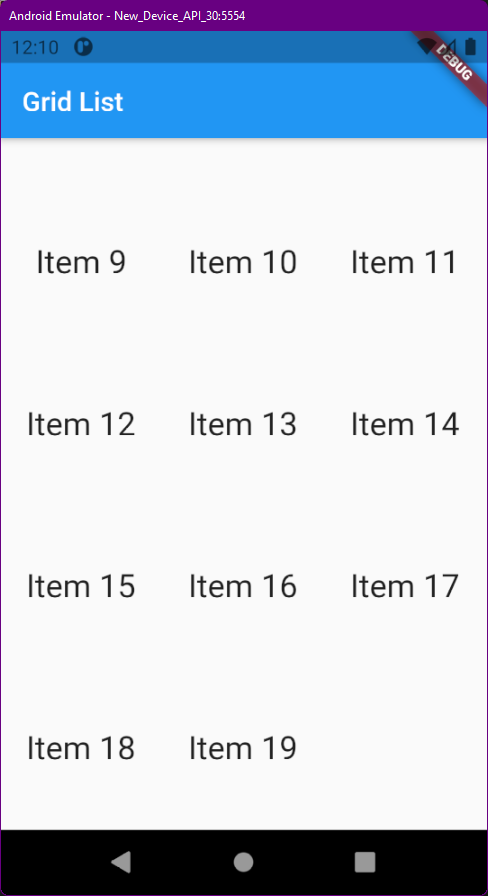 Android Emulator - New_Device_API_30:5554
12:10
DEBUG
Grid List
Item 9 Item 10 Item 11
Item 12 Item 13 Item 14
Item 15 Item 16 Item 17
Item 18 Item 19